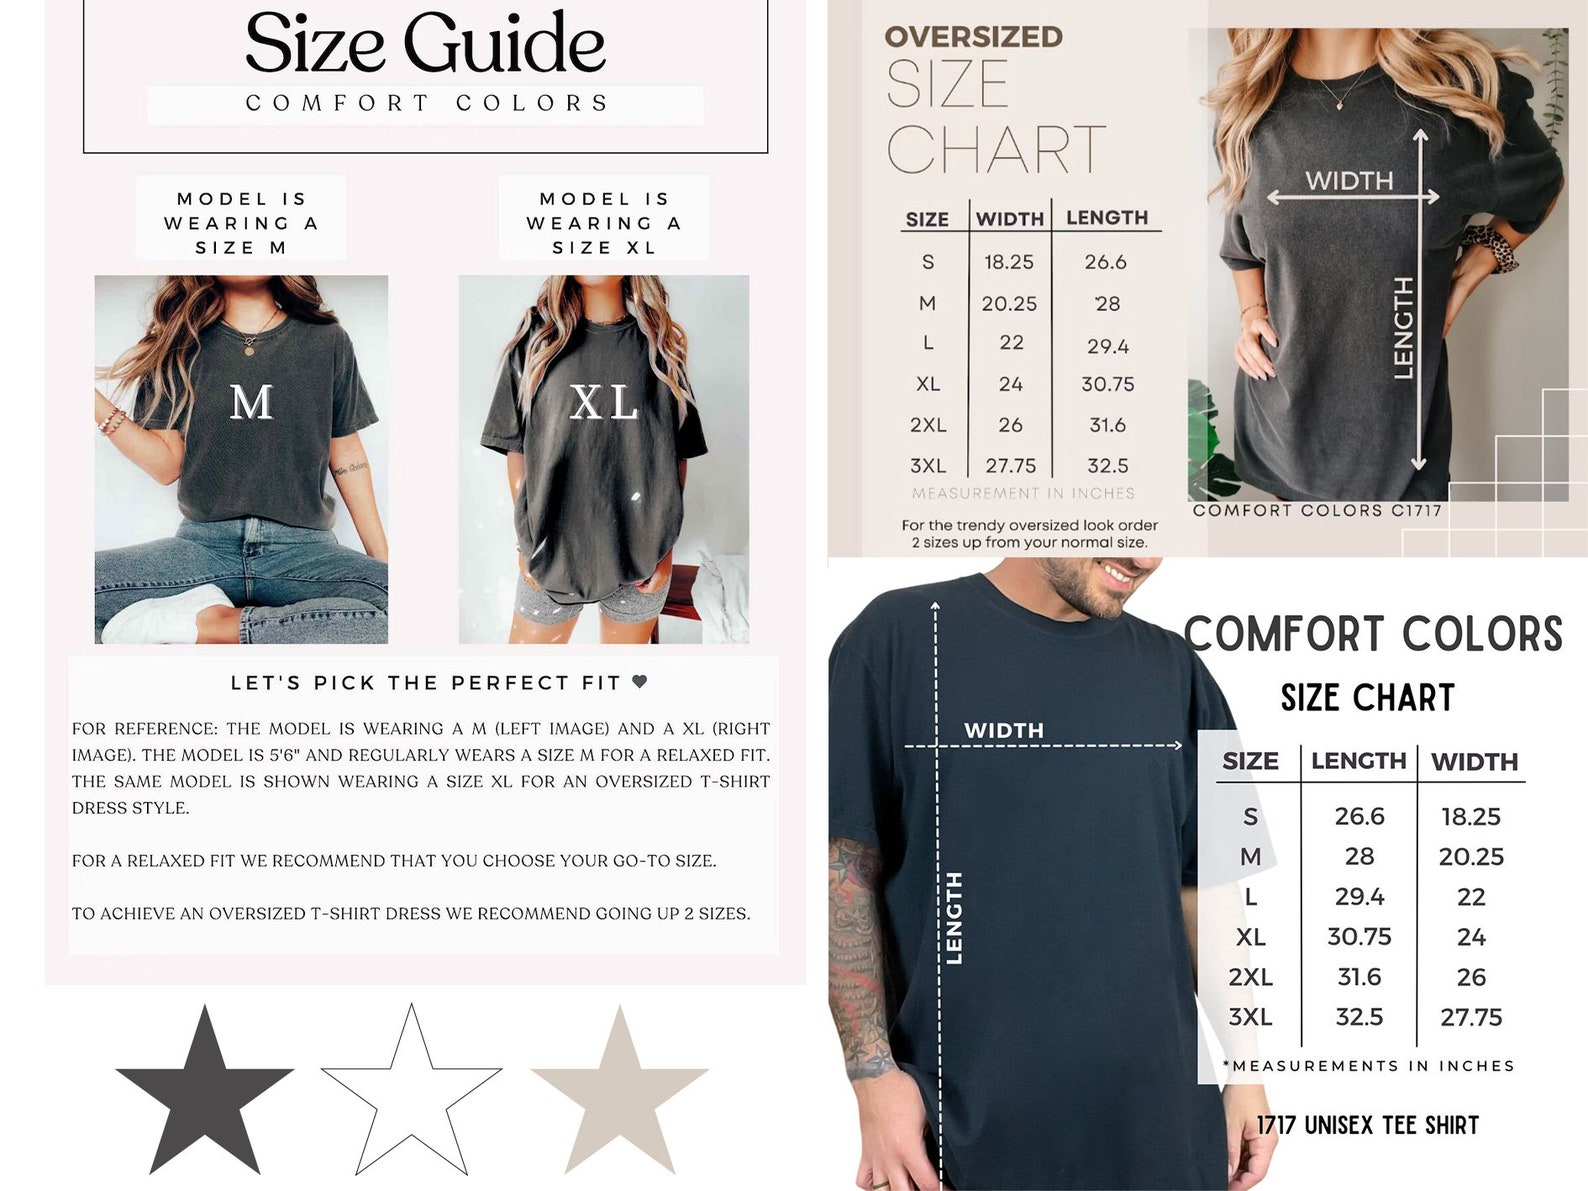 Size Guide
COMFORT COLORS
MODEL IS
WEARING A
SIZE M
MODEL IS
WEARING A
SIZE XL
M
XL
LET'S PICK THE PERFECT FIT
FOR REFERENCE: THE MODEL IS WEARING A M (LEFT IMAGE) AND A XL (RIGHT
IMAGE). THE MODEL IS 5'6" AND REGULARLY WEARS A SIZE M FOR A RELAXED FIT.
THE SAME MODEL IS SHOWN WEARING A SIZE XL FOR AN OVERSIZED T-SHIRT
DRESS STYLE.
FOR A RELAXED FIT WE RECOMMEND THAT YOU CHOOSE YOUR GO-TO SIZE.
TO ACHIEVE AN OVERSIZED T-SHIRT DRESS WE RECOMMEND GOING UP 2 SIZES.
OVERSIZED
SIZE
CHART
SIZE WIDTH LENGTH
S 18.25 26.6
M 20.25 28
L 22 29.4
XL 24 30.75
2XL 26 31.6
3XL 27.75 32.5
MEASUREMENT IN INCHES
For the trendy oversized look order
2 sizes up from your normal size.
WIDTH
LENGTH
COMFORT COLORS C1717
WIDTH
LENGTH
COMFORT COLORS
SIZE CHART
SIZE LENGTH WIDTH
S 26.6 18.25
M 28 20.25
L 29.4 22
XL 30.75 24
2XL 31.6 26
3XL 32.5 27.75
*MEASUREMENTS IN INCHES
1717 UNISEX TEE SHIRT